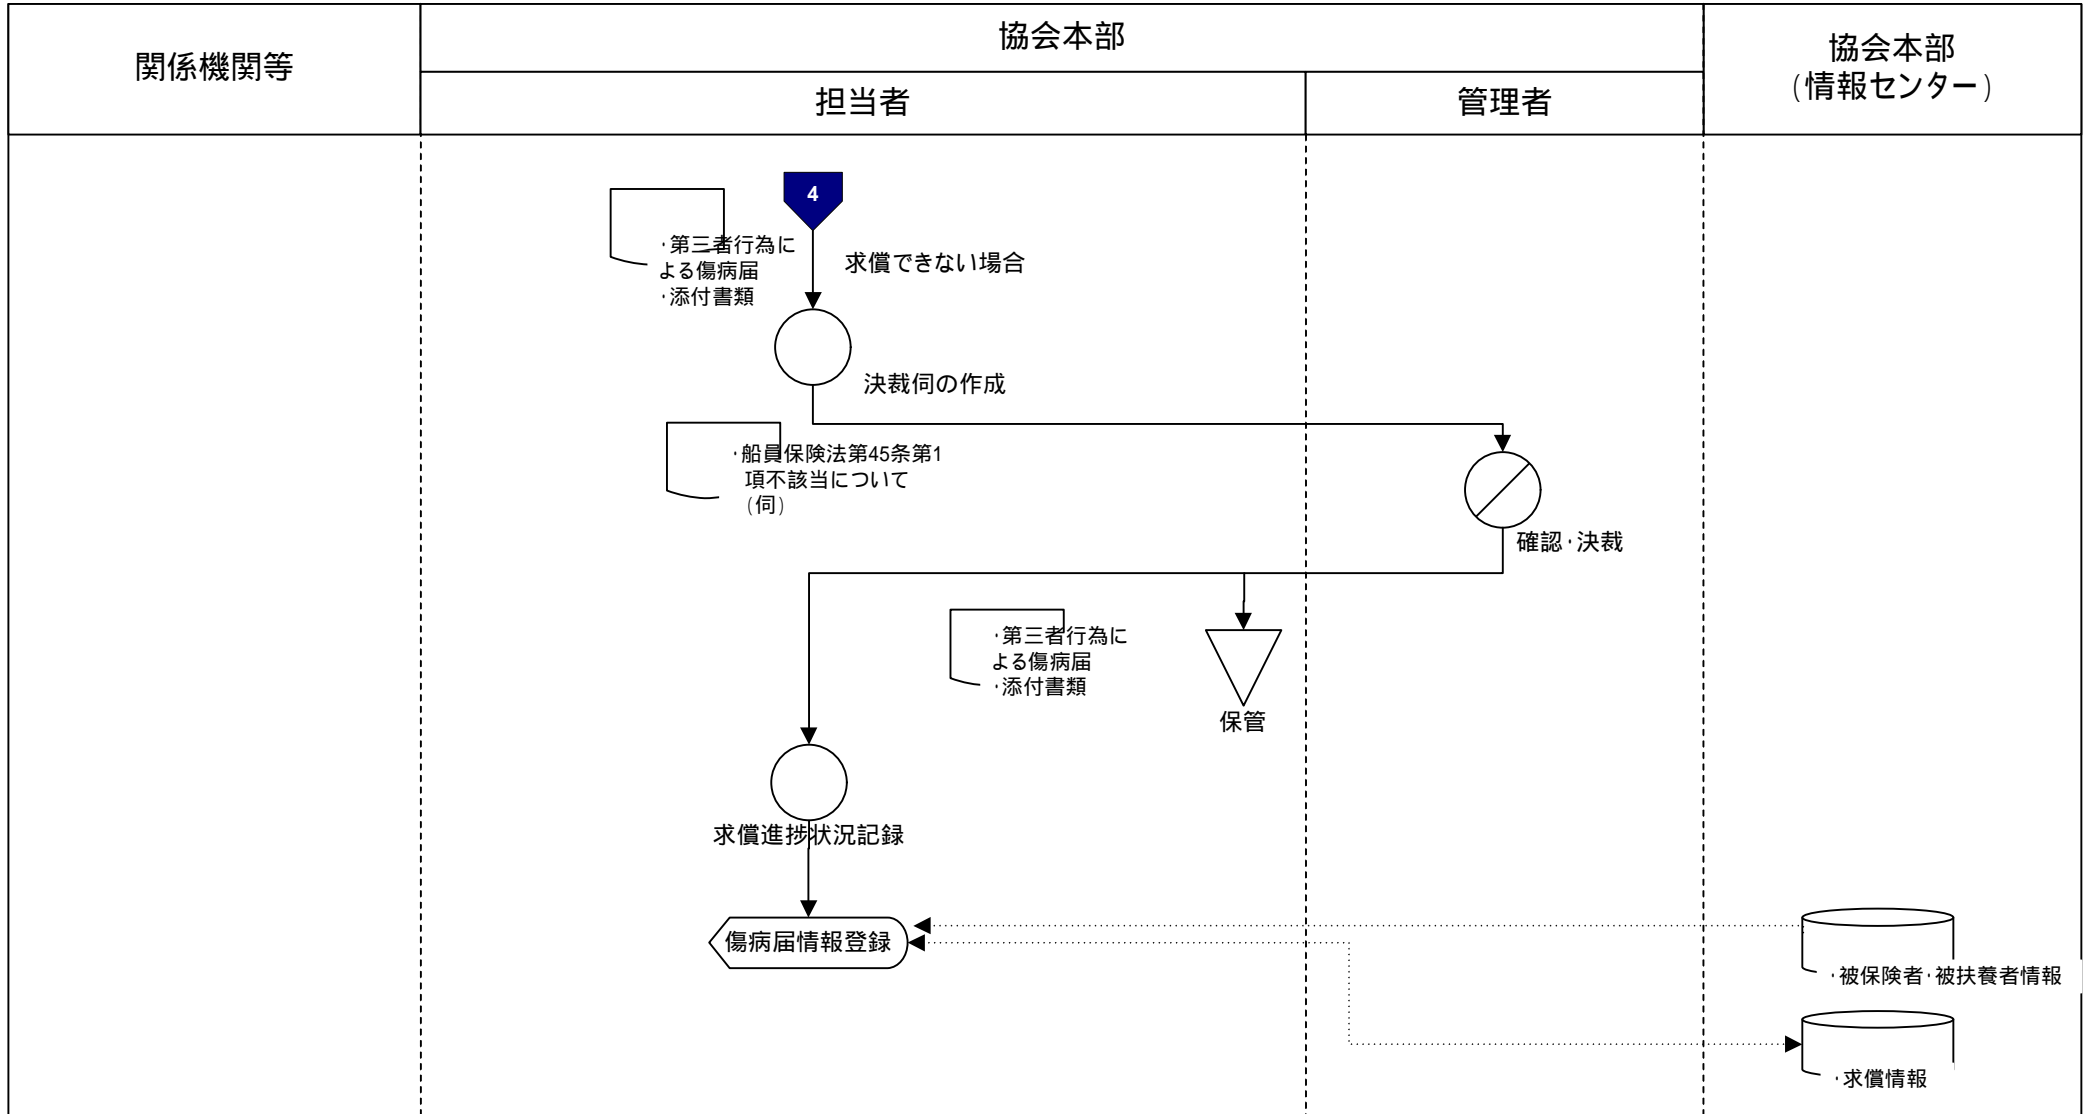 関係機関等
協会本部
担当者
管理者
協会本部
(情報センター)
4
・第三者行為に
よる傷病届
・添付書類
求償できない場合
決裁伺の作成
・船員保険法第45条第1
項不該当について
(伺)
確認・決裁
・第三者行為に
よる傷病届
・添付書類
保管
求償進捗状況記録
傷病届情報登録
・被保険者・被扶養者情報
・求償情報